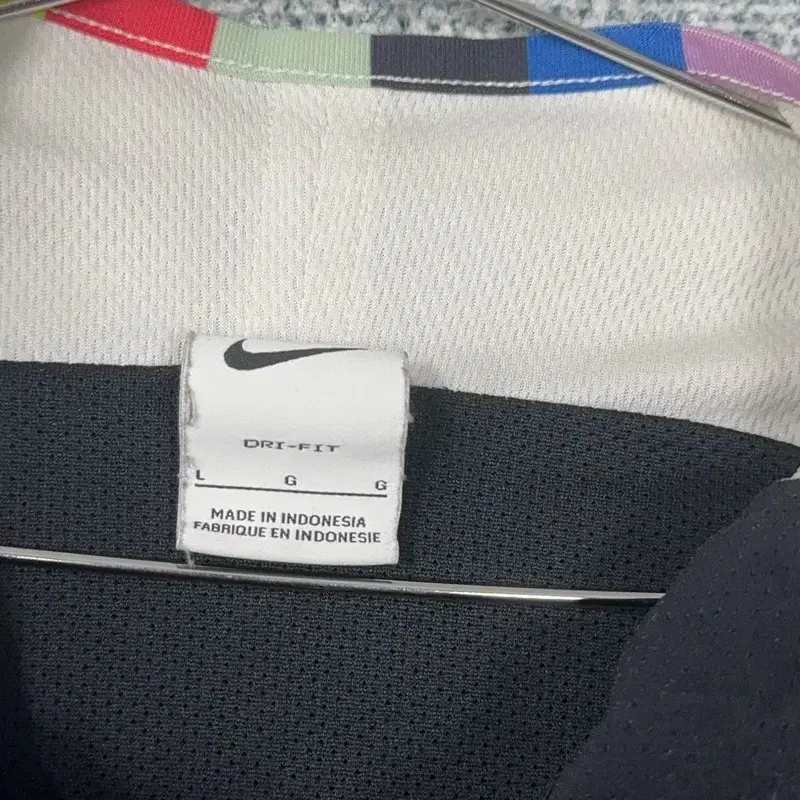 DRI-FIT
L G G
MADE IN INDONESIA
FABRIQUE EN INDONESIE